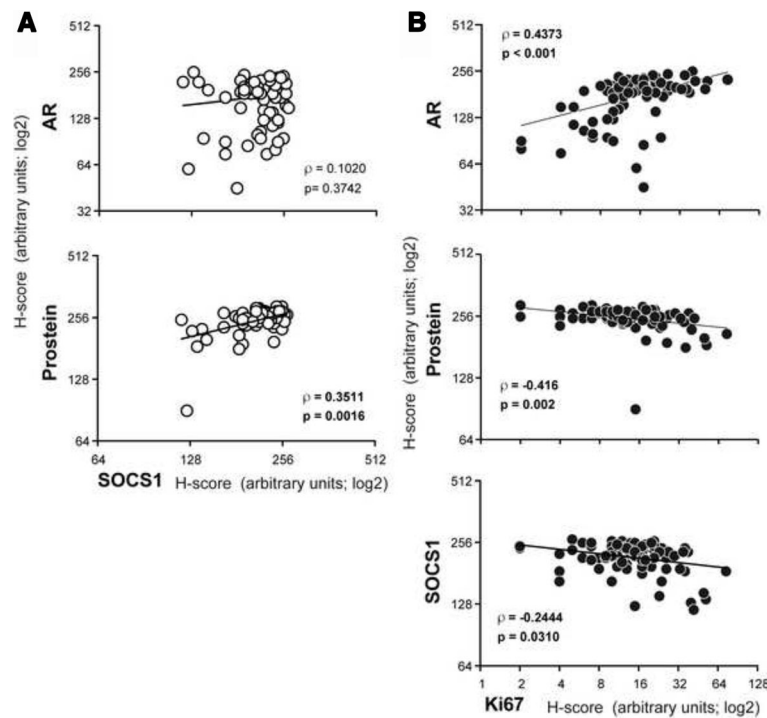 A
512
256
128
64
32
AR
H-score (arbitrary units; log2)
ρ = 0.1020
p= 0.3742
512
256
128
64
Prostein
ρ = 0.3511
p = 0.0016
64 128 256 512
SOCS1 H-score (arbitrary units; log2)
B
512
256
128
64
32
AR
H-score (arbitrary units; log2)
ρ = 0.4373
p < 0.001
512
256
128
64
Prostein
ρ = -0.416
p = 0.002
512
256
128
64
SOCS1
ρ = -0.2444
p = 0.0310
1 2 4 8 16 32 64 128
Ki67 H-score (arbitrary units; log2)